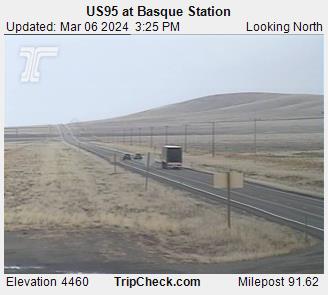 US95 at Basque Station
Updated: Mar 06 2024 3:25 PM Looking North
Elevation 4460 TripCheck.com Milepost 91.62